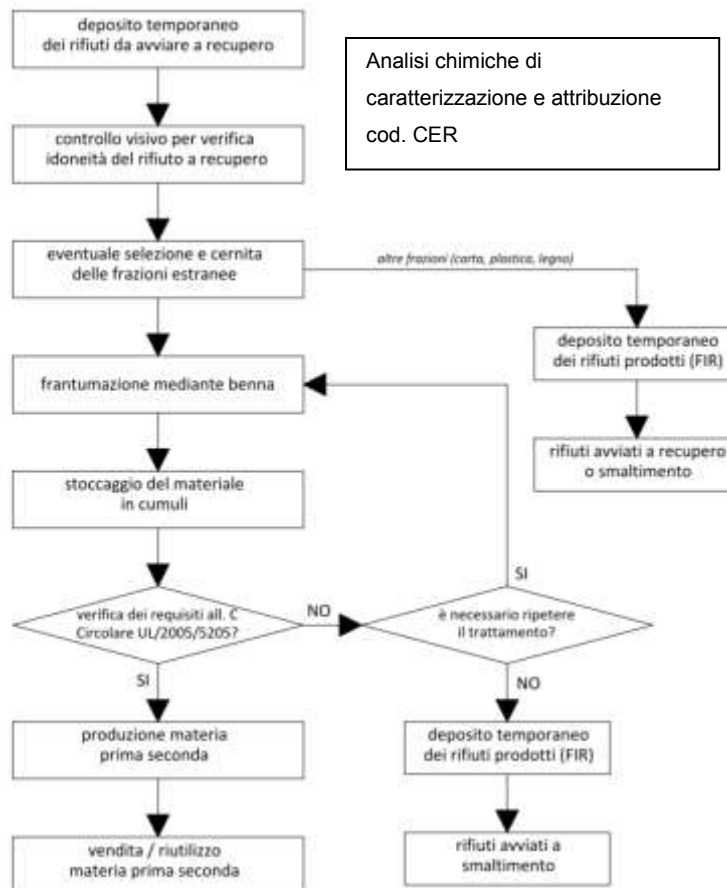 deposito temporaneo
dei rifiuti da avviare a recupero
Analisi chimiche di
caratterizzazione e attribuzione
cod. CER
controllo visivo per verifica
idoneità del rifiuto a recupero
eventuale selezione e cernita
delle frazioni estranee
altre frazioni (carta, plastica, legno)
deposito temporaneo
dei rifiuti prodotti (FIR)
frantumazione mediante benna
rifiuti avviati a recupero
o smaltimento
stoccaggio del materiale
in cumuli
SI
verifica dei requisiti all. C
Circolare UL/2005/5205?
NO
è necessario ripetere
il trattamento?
SI
NO
produzione materia
prima seconda
deposito temporaneo
dei rifiuti prodotti (FIR)
vendita / riutilizzo
materia prima seconda
rifiuti avviati a
smaltimento